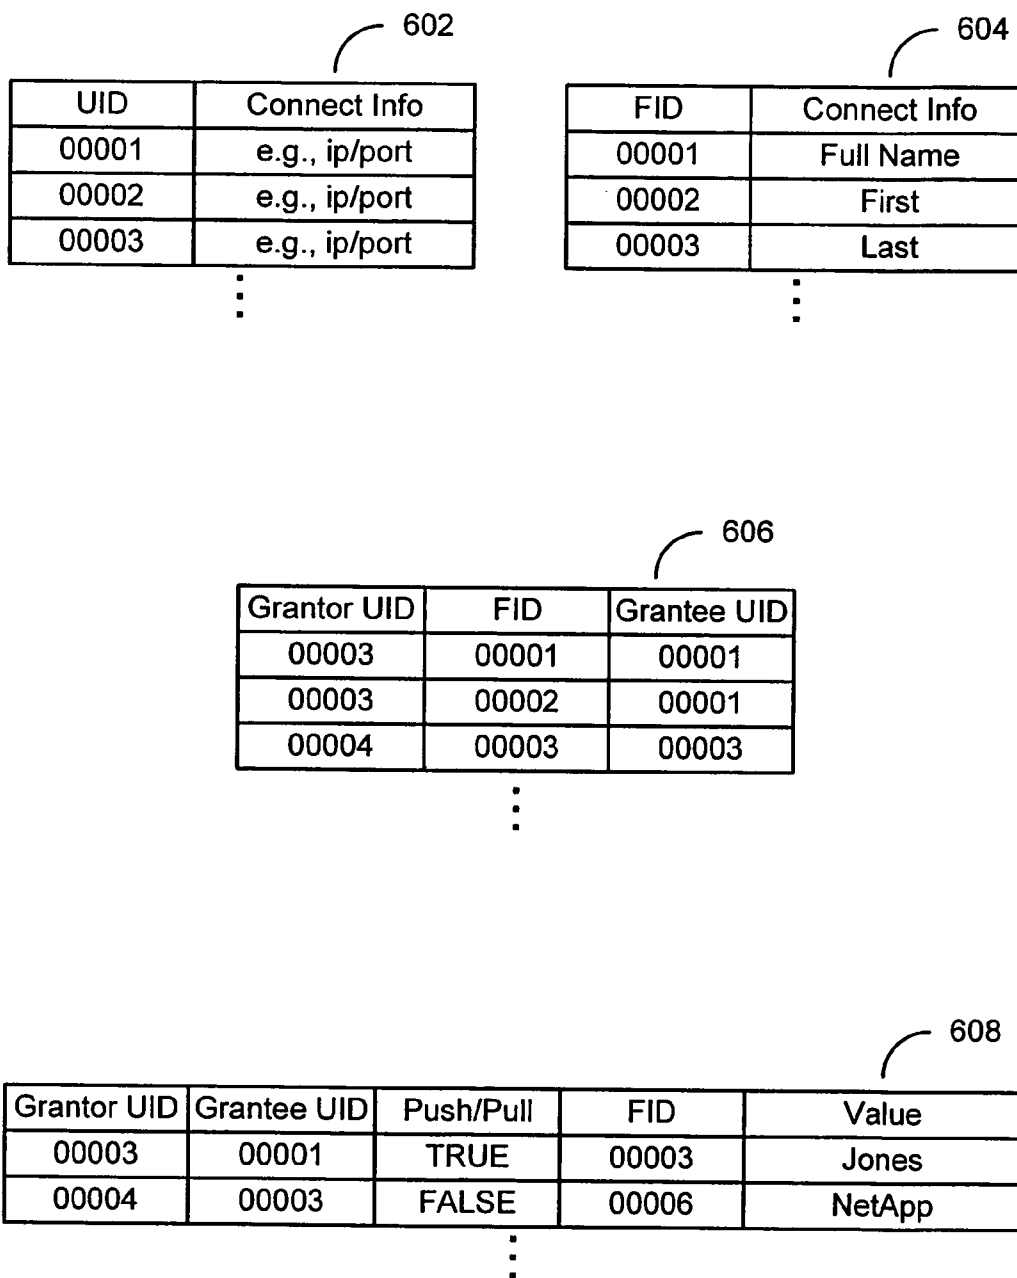 602
UID Connect Info
00001 e.g., ip/port
00002 e.g., ip/port
00003 e.g., ip/port
604
FID Connect Info
00001 Full Name
00002 First
00003 Last
606
Grantor UID FID Grantee UID
00003 00001 00001
00003 00002 00001
00004 00003 00003
608
Grantor UID Grantee UID Push/Pull FID Value
00003 00001 TRUE 00003 Jones
00004 00003 FALSE 00006 NetApp